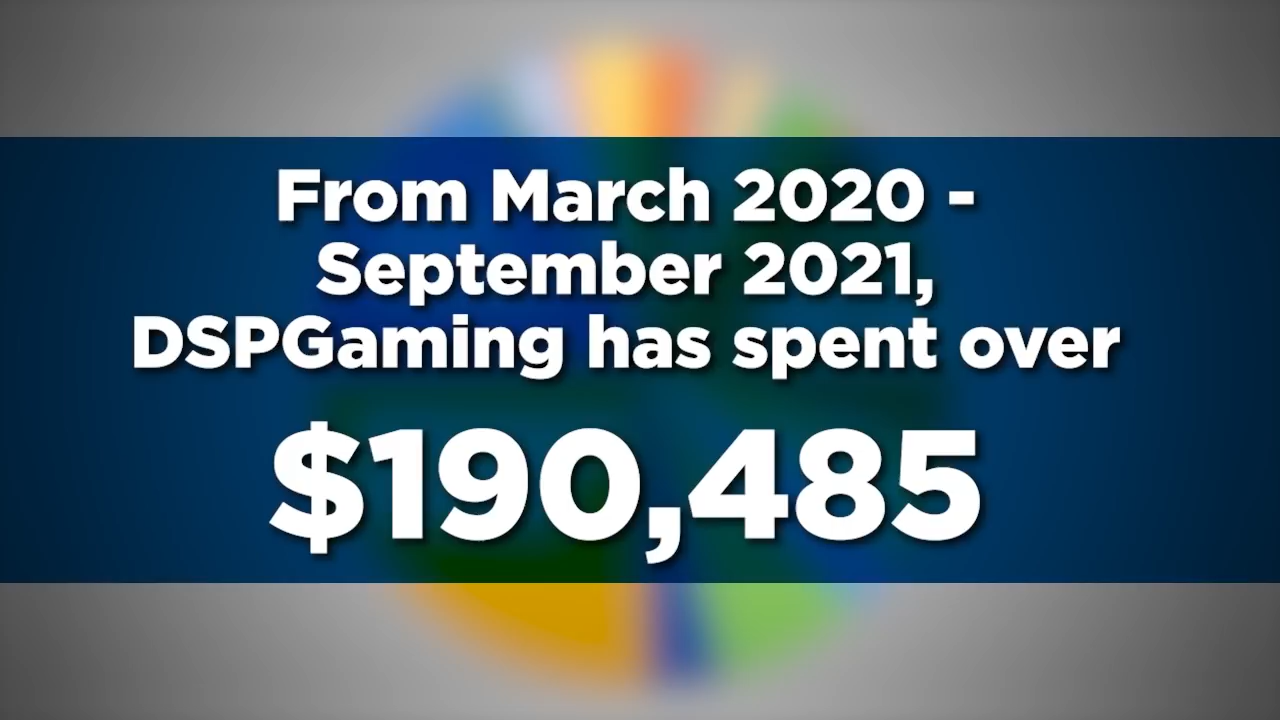 From March 2020 -
September 2021,
DSPGaming has spent over
$190,485